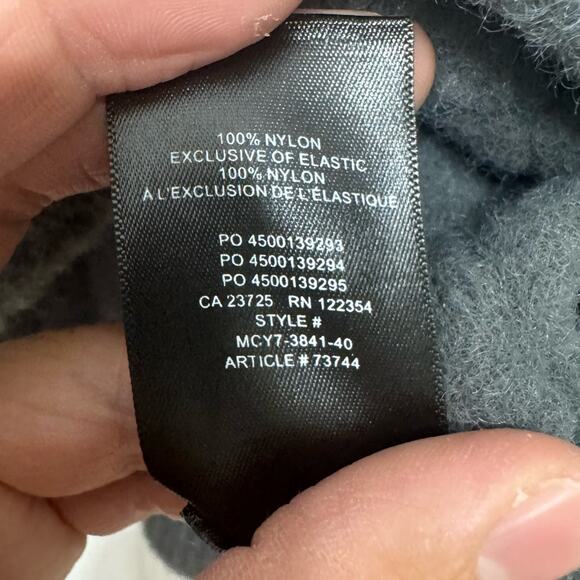 100% NYLON
EXCLUSIVE OF ELASTIC
100% NYLON
À L'EXCLUSION DE L'ÉLASTIQUE
PO 4500139293
PO 4500139294
PO 4500139295
CA 23725 RN 122354
STYLE #
MCY7-3841-40
ARTICLE # 73744